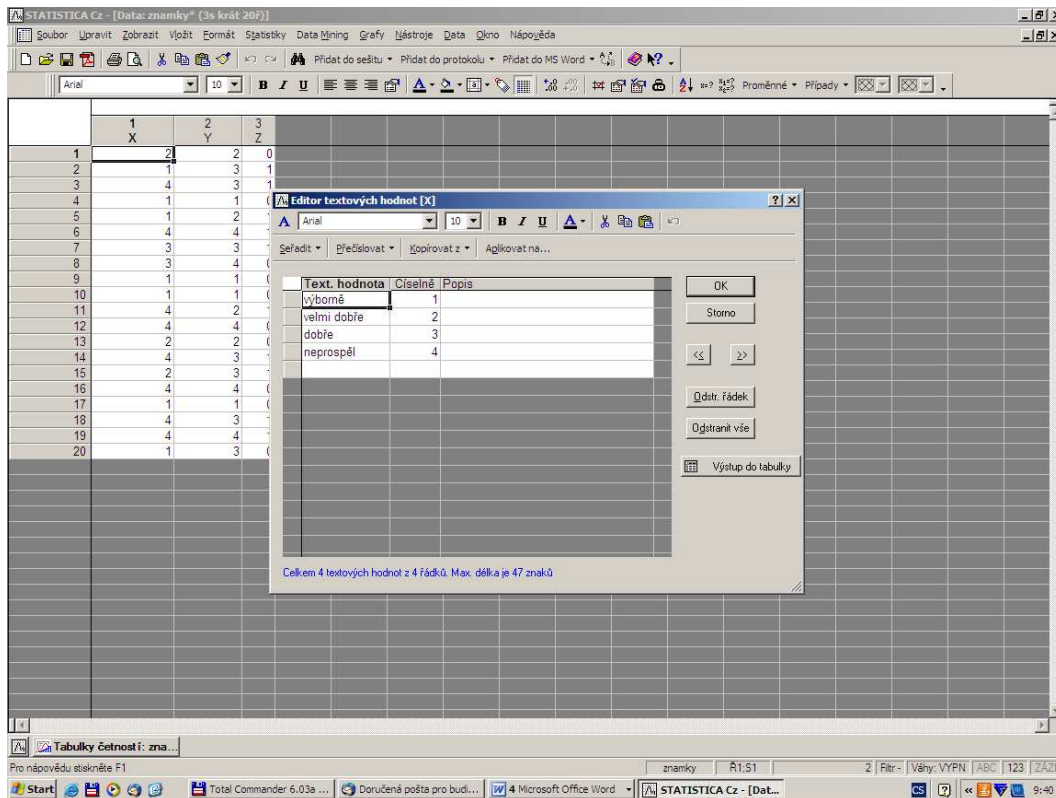 STATISTICA Cz - [Data: znamky* (3s krát 20ř)]
Soubor Upravit Zobrazit Vložit Formát Statistiky Data Mining Grafy Nástroje Data Okno Nápověda
Přidat do sešitu Přidat do protokolu Přidat do MS Word
Arial 10 B I U Proměnné Případy
1 2 3
X Y Z
1 2 2 0
2 1 3 1
3 4 3 1
4 1 1
5 1 2
6 4 4
7 3 3
8 3 4
9 1 1
10 1 1
11 4 2
12 4 4
13 2 2
14 4 3
15 2 3
16 4 4
17 1 1
18 4 3
19 4 4
20 1 3
Editor textových hodnot [X]
A Arial 10 B I U A
Seřadit Přečíslovat Kopírovat z Aplikovat na...
Text. hodnota Číselně Popis
výborně 1
velmi dobře 2
dobře 3
neprospěl 4
OK
Storno
<< >>
Odstr. řádek
Odstranit vše
Výstup do tabulky
Celkem 4 textových hodnot z 4 řádků. Max. délka je 47 znaků
Tabulky četností: zna...
Pro nápovědu stiskněte F1 znamky Ř1;S1 2 Filtr - Váhy: VYPN ABC 123
Start Total Commander 6.03a ... Doručená pošta pro budi... 4 Microsoft Office Word STATISTICA Cz - [Dat... CS 9:40